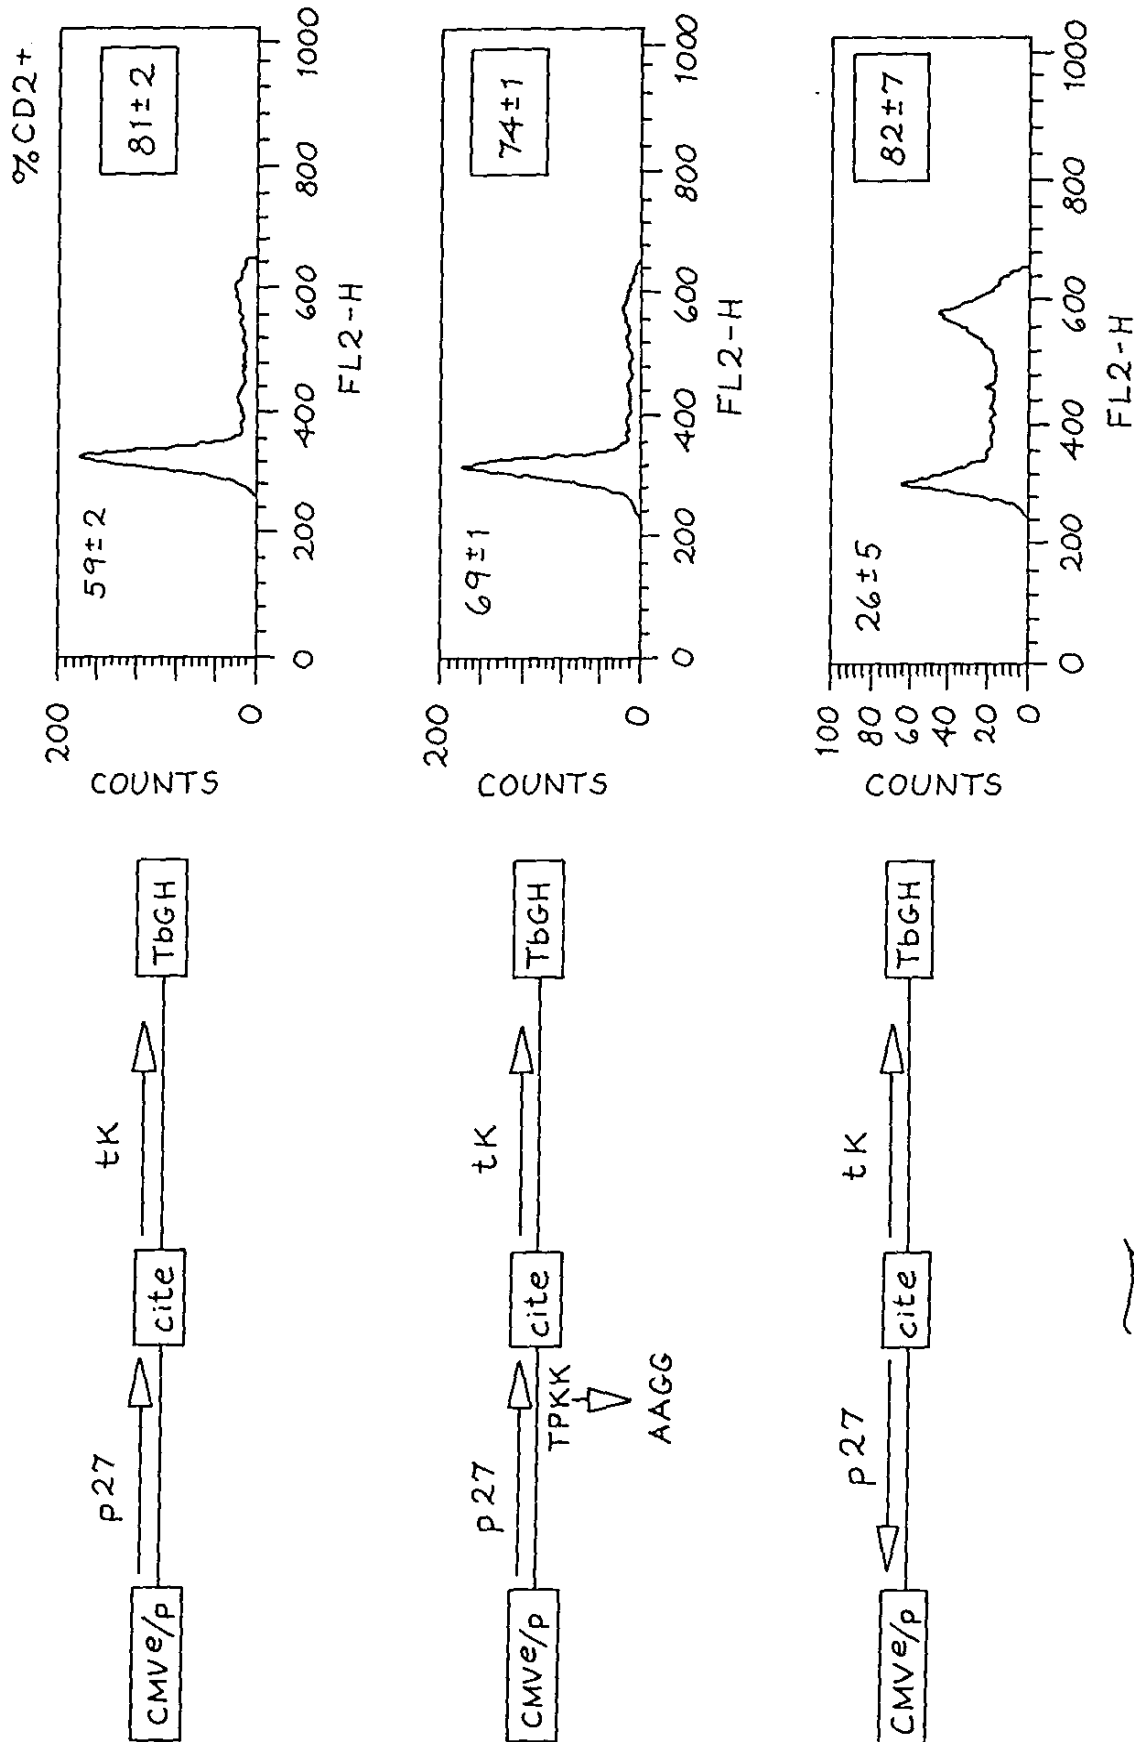 %CD2+
CMVe/p
p27
cite
tK
TbGH
COUNTS
200
0
59±2
81±2
0 200 400 600 800 1000
FL2-H
CMVe/p
p27
TPKK
AAGG
cite
tK
TbGH
COUNTS
200
0
69±1
74±1
0 200 400 600 800 1000
FL2-H
CMVe/p
p27
cite
tK
TbGH
COUNTS
100
80
60
40
20
0
26±5
82±7
0 200 400 600 800 1000
FL2-H